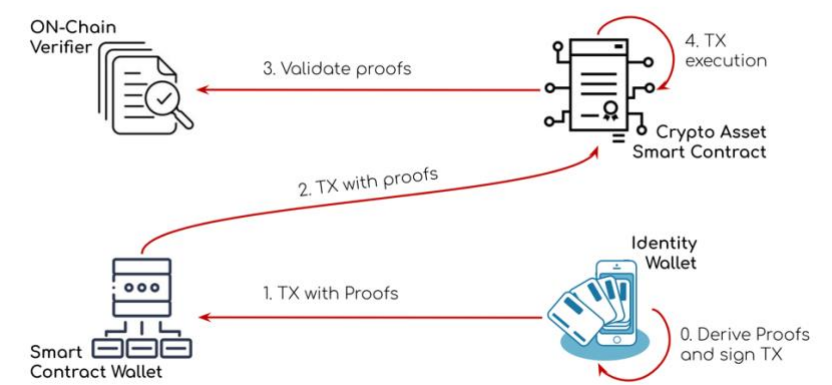 ON-Chain
Verifier
3. Validate proofs
4. TX
execution
Crypto Asset
Smart Contract
2. TX with proofs
Identity
Wallet
1. TX with Proofs
0. Derive Proofs
and sign TX
Smart
Contract Wallet